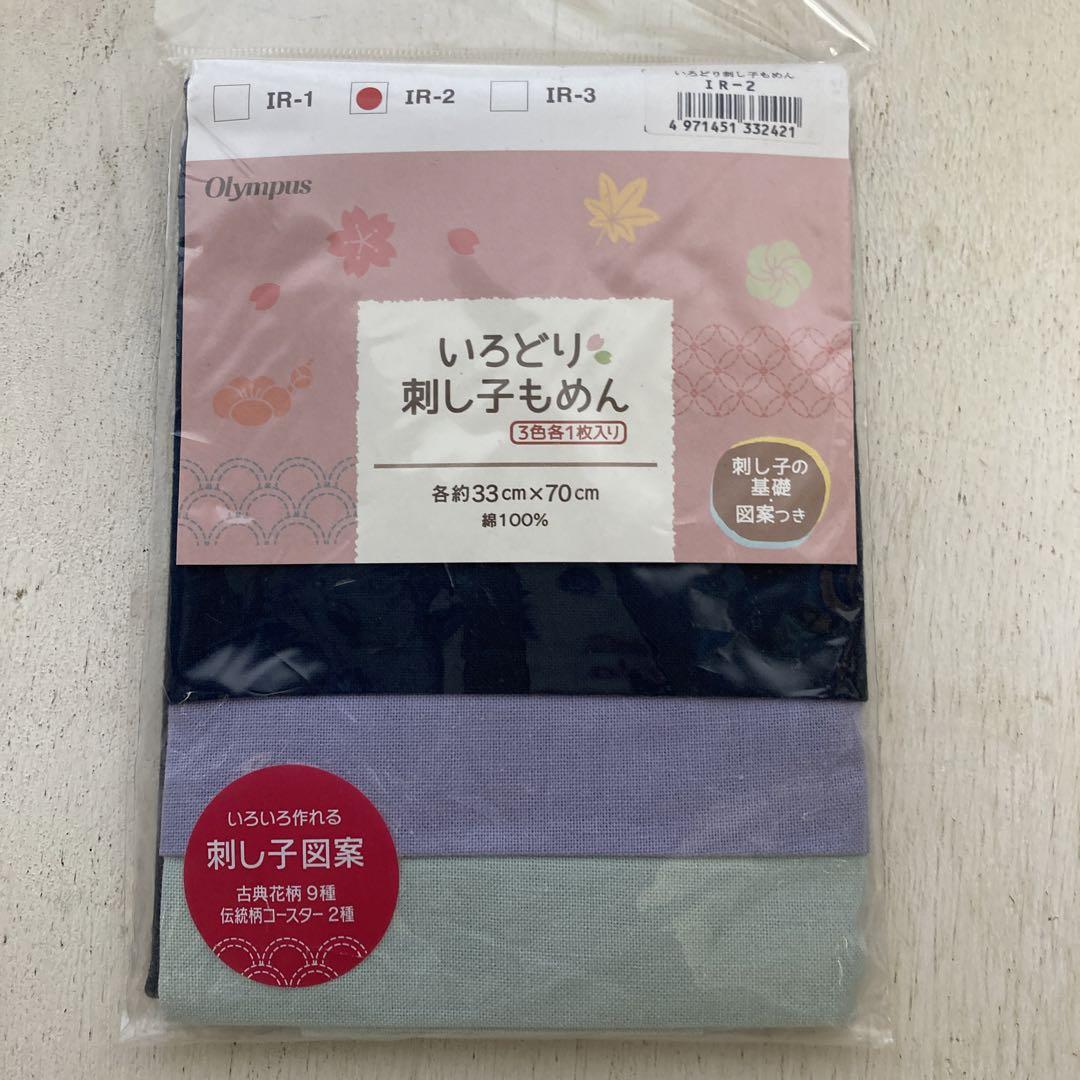 IR-1
IR-2
IR-3
いろどり刺し子もめん
IR-2
4 971451 332421
Olympus
いろどり
刺し子もめん
3色各1枚入り
各約33cm×70cm
綿100%
刺し子の
基礎・
図案つき
いろいろ作れる
刺し子図案
古典花柄 9種
伝統柄コースター 2種